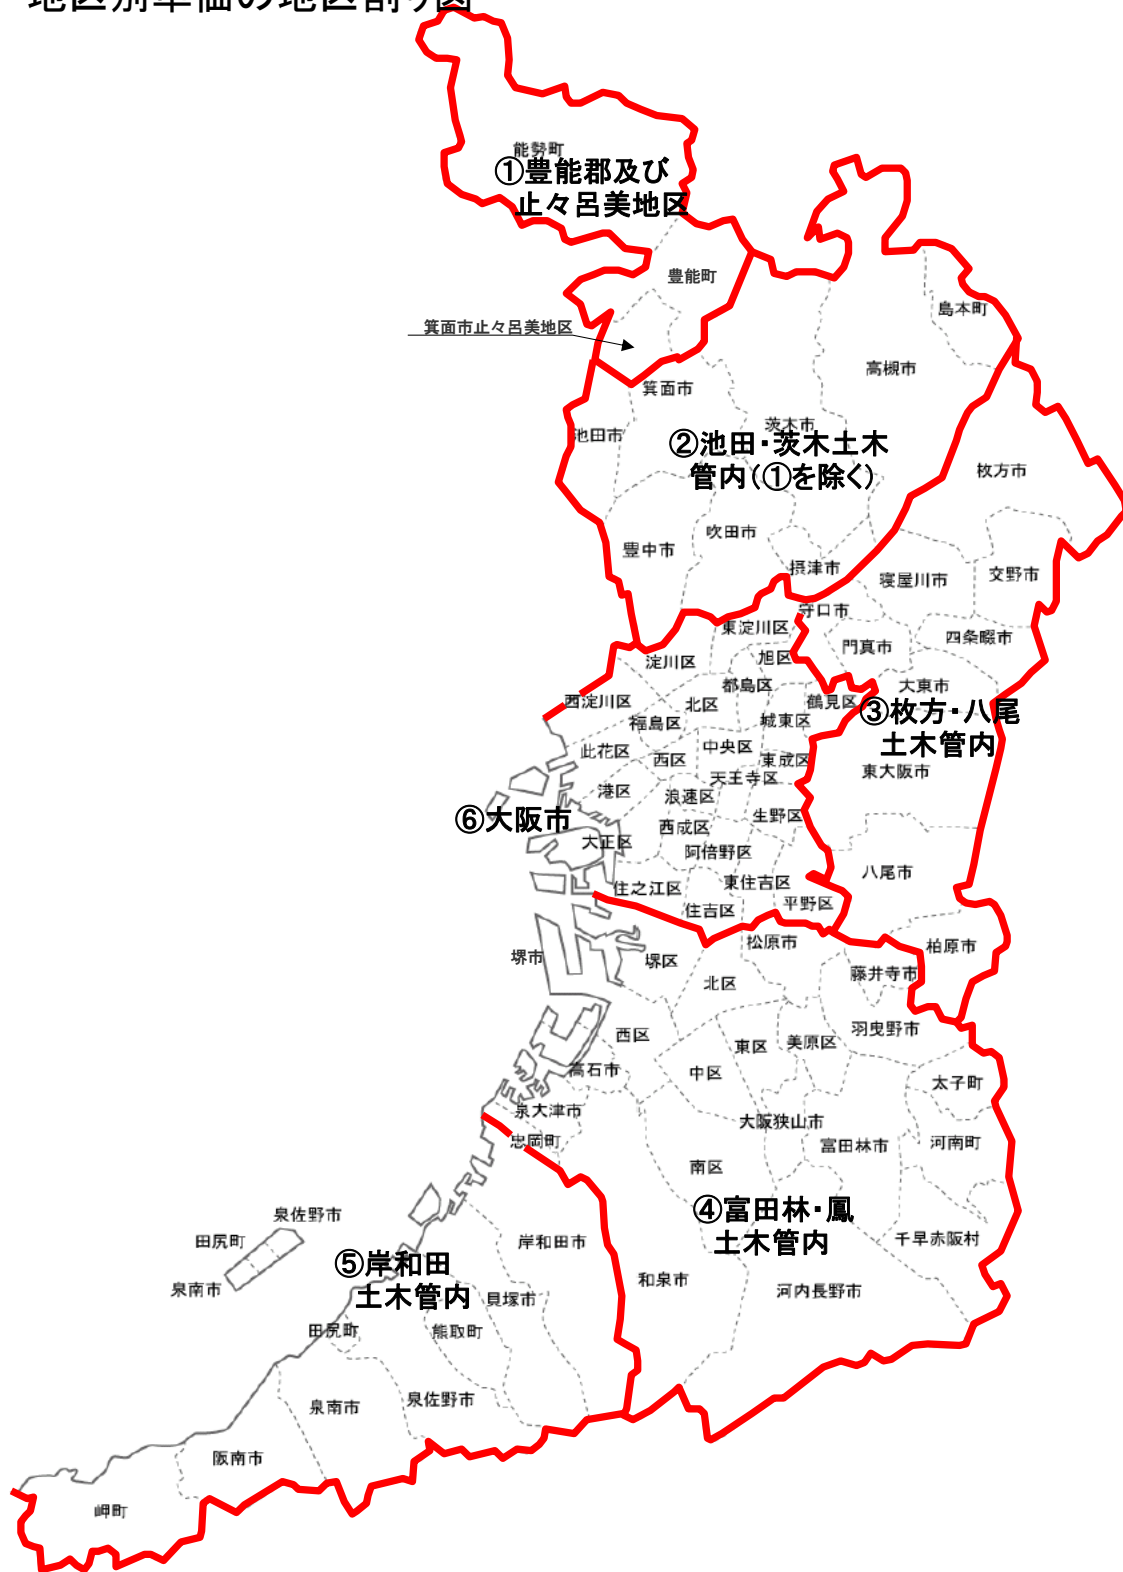 地区別単価の地区割り図
能勢町
①豊能郡及び
止々呂美地区
豊能町
島本町
箕面市止々呂美地区
高槻市
箕面市
茨木市
池田市
②池田・茨木土木
管内(①を除く)
枚方市
吹田市
豊中市
摂津市
寝屋川市
交野市
守口市
東淀川区
門真市
四条畷市
淀川区
旭区
都島区
大東市
西淀川区
北区
鶴見区
③枚方・八尾
土木管内
福島区
城東区
此花区
西区
中央区
東成区
東大阪市
天王寺区
港区
浪速区
⑥大阪市
生野区
西成区
大正区
阿倍野区
八尾市
住之江区
東住吉区
平野区
住吉区
松原市
柏原市
堺市
堺区
藤井寺市
北区
西区
羽曳野市
美原区
東区
高石市
中区
太子町
泉大津市
大阪狭山市
忠岡町
富田林市
河南町
南区
④富田林・鳳
土木管内
泉佐野市
田尻町
岸和田市
千早赤阪村
⑤岸和田
土木管内
泉南市
和泉市
河内長野市
貝塚市
田尻町
熊取町
泉佐野市
泉南市
阪南市
岬町